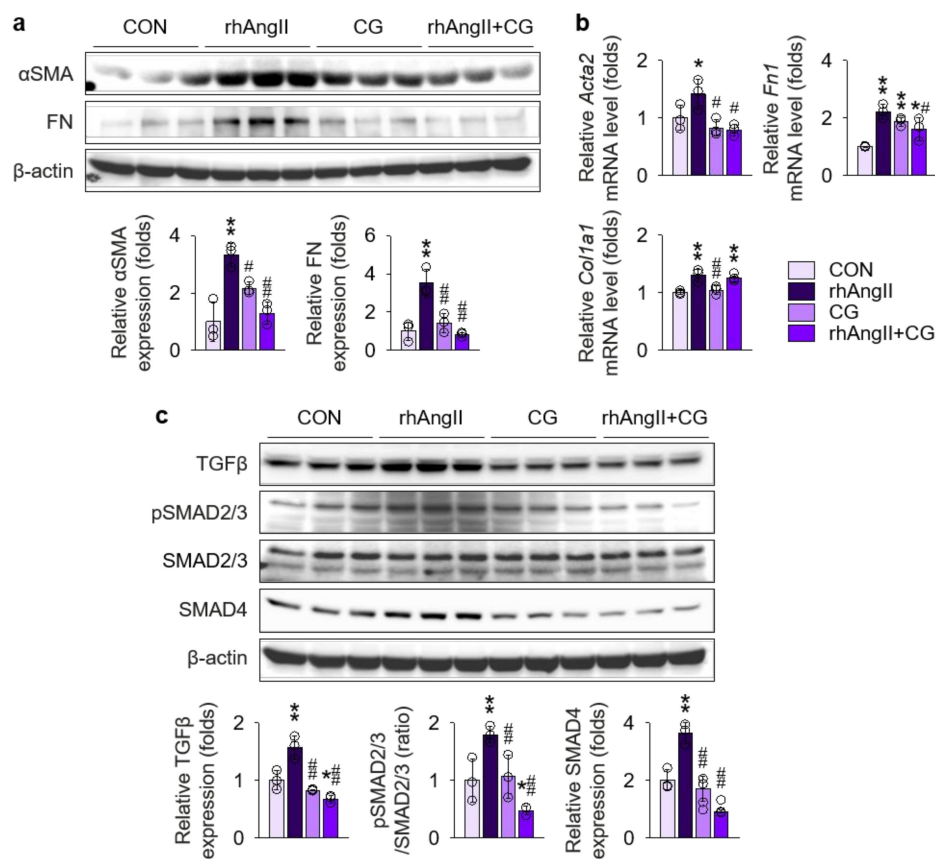 a
CON rhAngII CG rhAngII+CG
αSMA
FN
β-actin
Relative αSMA
expression (folds)
4
2
0
**
#
##
Relative FN
expression (folds)
6
4
2
0
**
##
##
b
Relative Acta2
mRNA level (folds)
2
1
0
*
#
#
Relative Fn1
mRNA level (folds)
4
2
0
**
**
*#
Relative Col1a1
mRNA level (folds)
2
1
0
**
##
**
CON
rhAngII
CG
rhAngII+CG
c
CON rhAngII CG rhAngII+CG
TGFβ
pSMAD2/3
SMAD2/3
SMAD4
β-actin
Relative TGFβ
expression (folds)
2
1
0
**
##
*##
pSMAD2/3
/SMAD2/3 (ratio)
2
1
0
**
##
*##
Relative SMAD4
expression (folds)
4
2
0
**
##
##